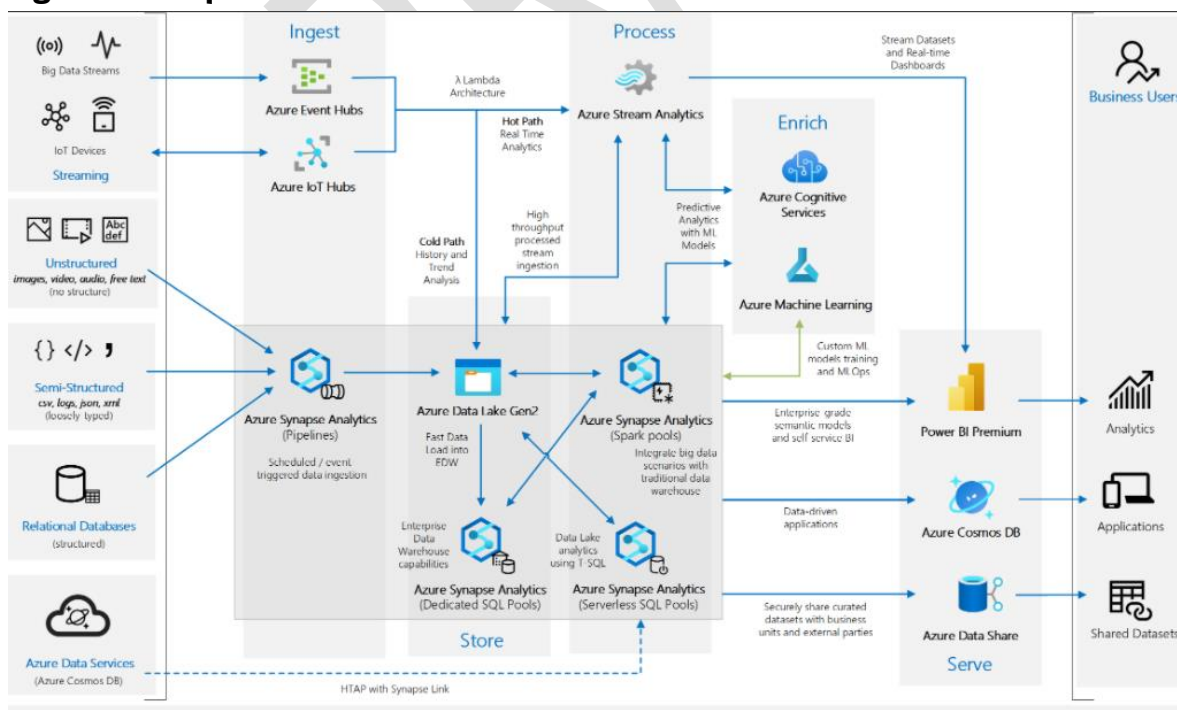 Ingest
Process
Enrich
Store
Serve
((o))
Big Data Streams
IoT Devices
Streaming
Abc
def
Unstructured
images, video, audio, free text
(no structure)
{ } </> ,
Semi-Structured
csv, logs, json, xml
(loosely typed)
Relational Databases
(structured)
Azure Data Services
(Azure Cosmos DB)
Azure Event Hubs
Azure IoT Hubs
λ Lambda
Architecture
Hot Path
Real Time
Analytics
Cold Path
History and
Trend
Analysis
High
throughput
processed
stream
ingestion
Azure Stream Analytics
Predictive
Analytics
with ML
Models
Azure Cognitive
Services
Azure Machine Learning
Custom ML
models training
and MLOps
Stream Datasets
and Real-time
Dashboards
Azure Synapse Analytics
(Pipelines)
Scheduled / event
triggered data ingestion
Azure Data Lake Gen2
Fast Data
Load into
EDW
Azure Synapse Analytics
(Spark pools)
Integrate big data
scenarios with
traditional data
warehouse
Enterprise
Data
Warehouse
capabilities
Azure Synapse Analytics
(Dedicated SQL Pools)
Data Lake
analytics
using T-SQL
Azure Synapse Analytics
(Serverless SQL Pools)
HTAP with Synapse Link
Enterprise-grade
semantic models
and self service BI
Data-driven
applications
Securely share curated
datasets with business
units and external parties
Power BI Premium
Azure Cosmos DB
Azure Data Share
Business Users
Analytics
Applications
Shared Datasets